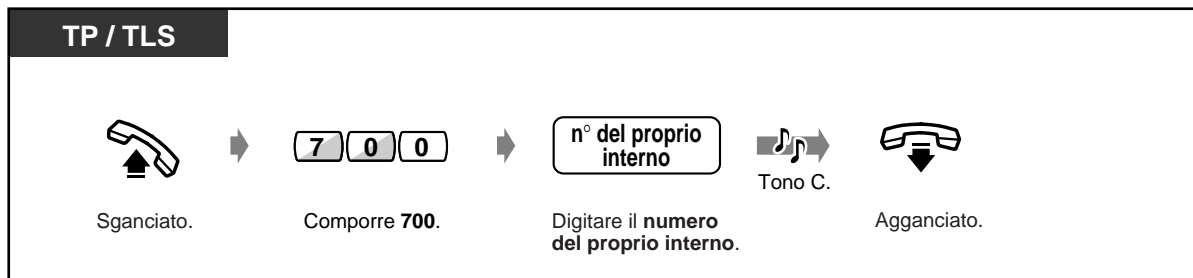 TP / TLS
7 0 0
n° del proprio
interno
Tono C.
Sganciato.
Comporre 700.
Digitare il numero
del proprio interno.
Agganciato.